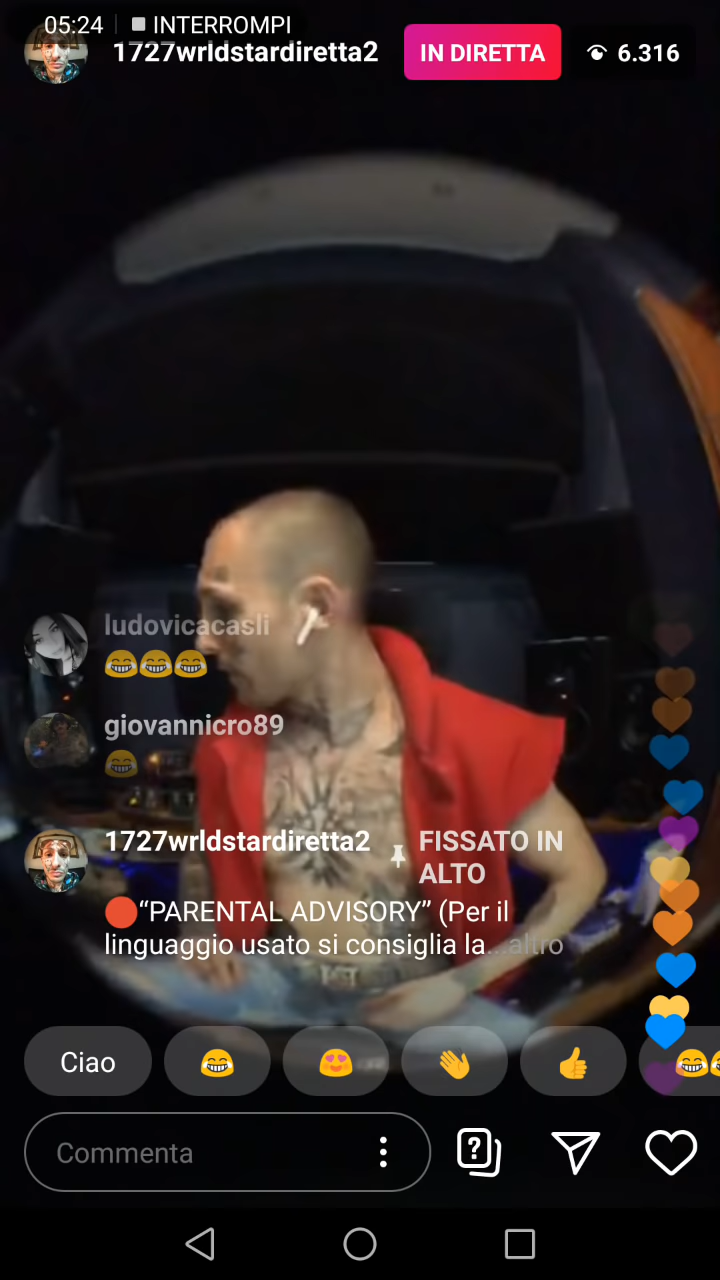 05:24 INTERROMPI
1727wrldstardiretta2 IN DIRETTA 6.316
ludovicacasli
😂😂😂
giovannicro89
😂
1727wrldstardiretta2 FISSATO IN
ALTO
🔴“PARENTAL ADVISORY” (Per il
linguaggio usato si consiglia la...altro
Ciao 😂 😍 👋 👍 😂
Commenta